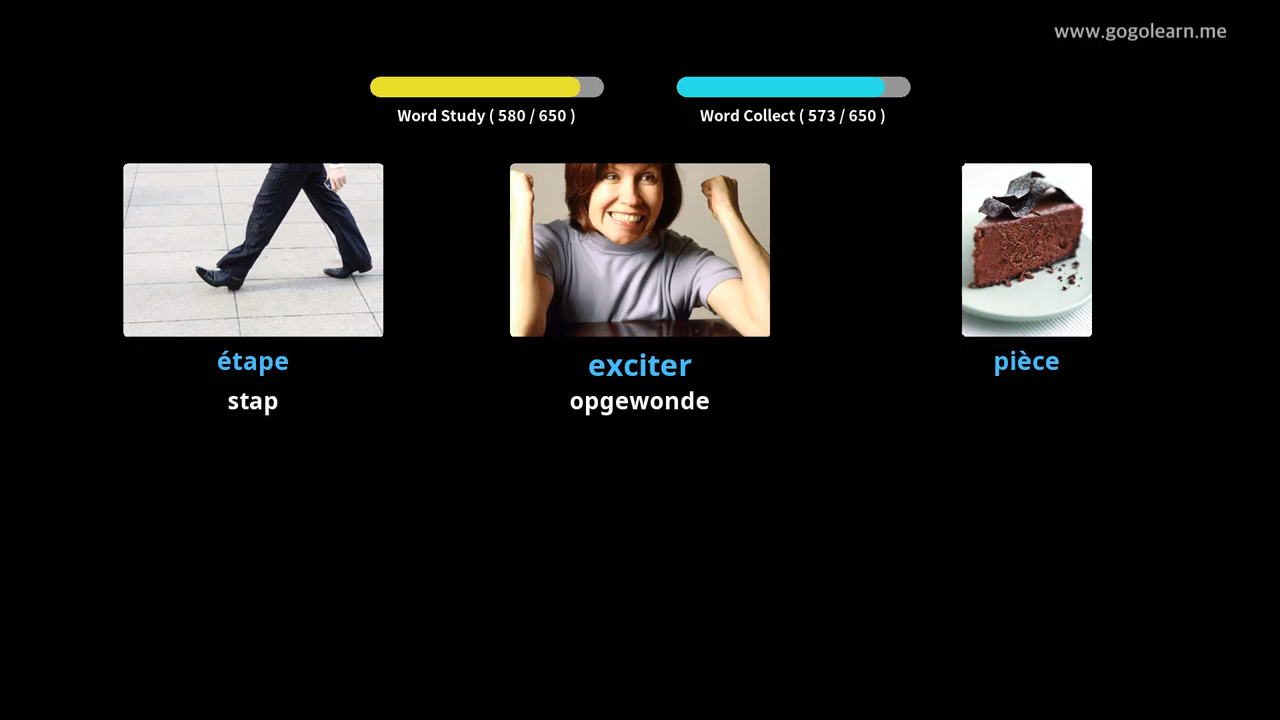 www.gogolearn.me
Word Study ( 580 / 650 )
Word Collect ( 573 / 650 )
étape
exciter
pièce
stap
opgewonde